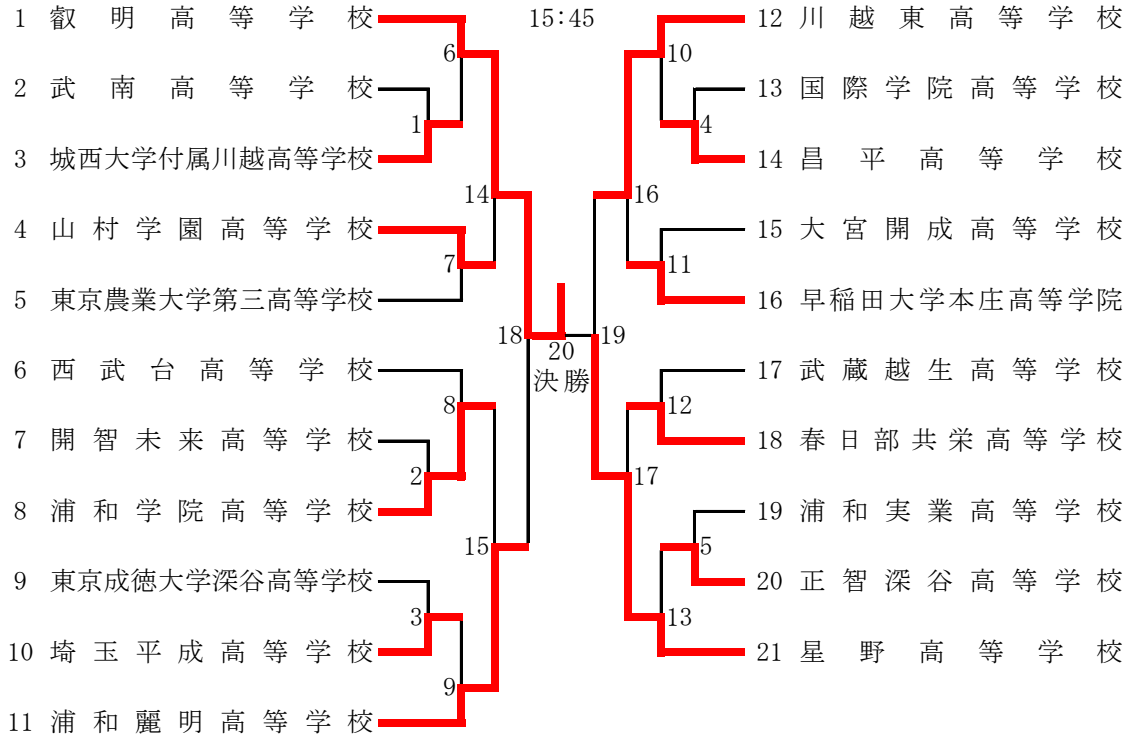 15:45
1 叡明高等学校
2 武南高等学校
3 城西大学付属川越高等学校
4 山村学園高等学校
5 東京農業大学第三高等学校
6 西武台高等学校
7 開智未来高等学校
8 浦和学院高等学校
9 東京成徳大学深谷高等学校
10 埼玉平成高等学校
11 浦和麗明高等学校
6
1
14
7
18
8
2
15
3
9
20
決勝
10
4
16
11
19
12
17
5
13
12 川越東高等学校
13 国際学院高等学校
14 昌平高等学校
15 大宮開成高等学校
16 早稲田大学本庄高等学院
17 武蔵越生高等学校
18 春日部共栄高等学校
19 浦和実業高等学校
20 正智深谷高等学校
21 星野高等学校